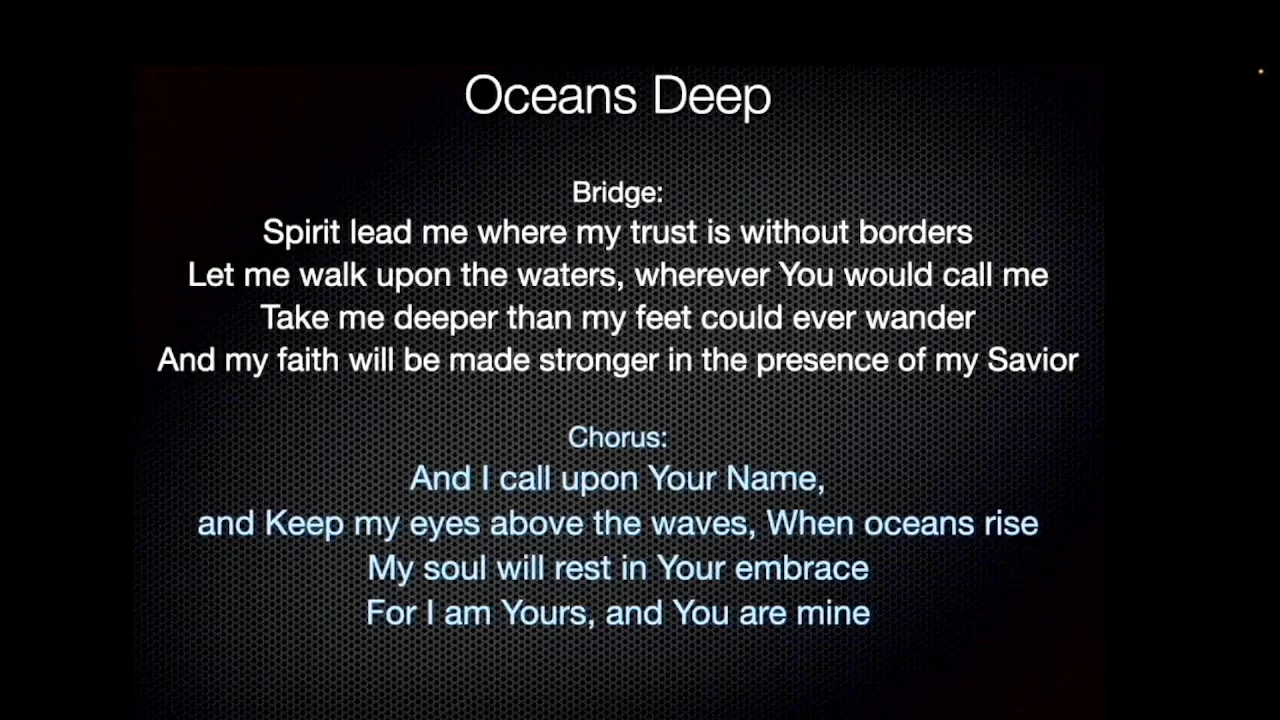 Oceans Deep
Bridge:
Spirit lead me where my trust is without borders
Let me walk upon the waters, wherever You would call me
Take me deeper than my feet could ever wander
And my faith will be made stronger in the presence of my Savior
Chorus:
And I call upon Your Name,
and Keep my eyes above the waves, When oceans rise
My soul will rest in Your embrace
For I am Yours, and You are mine